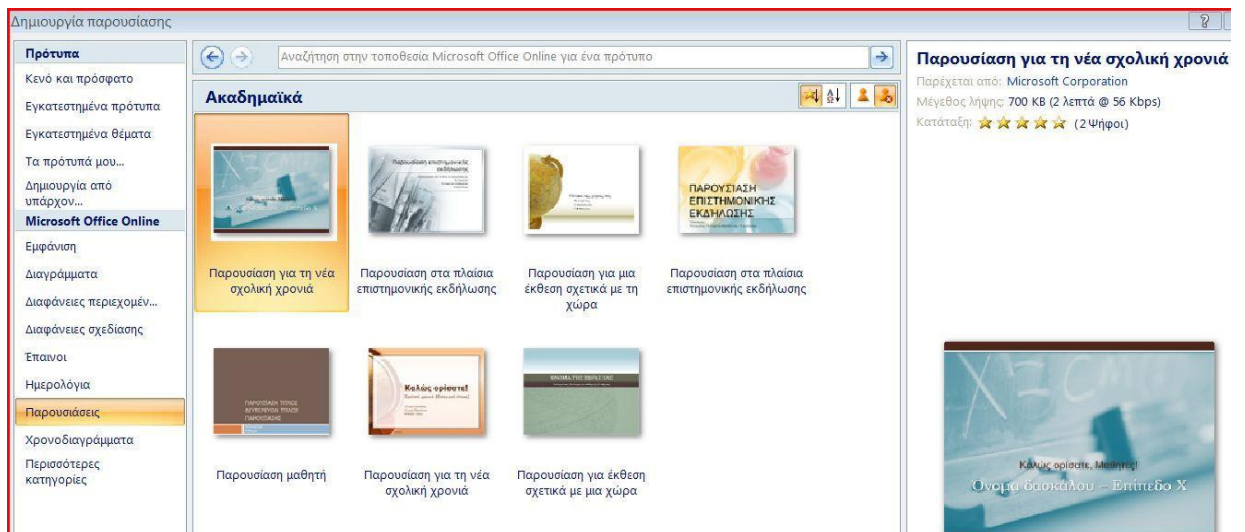 Δημιουργία παρουσίασης
Πρότυπα
Κενό και πρόσφατο
Εγκατεστημένα πρότυπα
Εγκατεστημένα θέματα
Τα πρότυπά μου...
Δημιουργία από
υπάρχον...
Microsoft Office Online
Εμφάνιση
Διαγράμματα
Διαφάνειες περιεχομέν...
Διαφάνειες σχεδίασης
Έπαινοι
Ημερολόγια
Παρουσιάσεις
Χρονοδιαγράμματα
Περισσότερες
κατηγορίες
Αναζήτηση στην τοποθεσία Microsoft Office Online για ένα πρότυπο
Ακαδημαϊκά
Παρουσίαση επιστημονικής
εκδήλωσης
ΠΑΡΟΥΣΙΑΣΗ
ΕΠΙΣΤΗΜΟΝΙΚΗΣ
ΕΚΔΗΛΩΣΗΣ
Παρουσίαση για τη νέα
σχολική χρονιά
Παρουσίαση στα πλαίσια
επιστημονικής εκδήλωσης
Παρουσίαση για μια
έκθεση σχετικά με τη
χώρα
Παρουσίαση στα πλαίσια
επιστημονικής εκδήλωσης
Καλώς ορίσατε!
Παρουσίαση μαθητή
Παρουσίαση για τη νέα
σχολική χρονιά
Παρουσίαση για έκθεση
σχετικά με μια χώρα
Παρουσίαση για τη νέα σχολική χρονιά
Παρέχεται από: Microsoft Corporation
Μέγεθος λήψης: 700 KB (2 λεπτά @ 56 Kbps)
Κατάταξη: (2 Ψήφοι)
Καλώς ορίσατε, Μαθητές!
Όνομα δασκάλου – Επίπεδο Χ